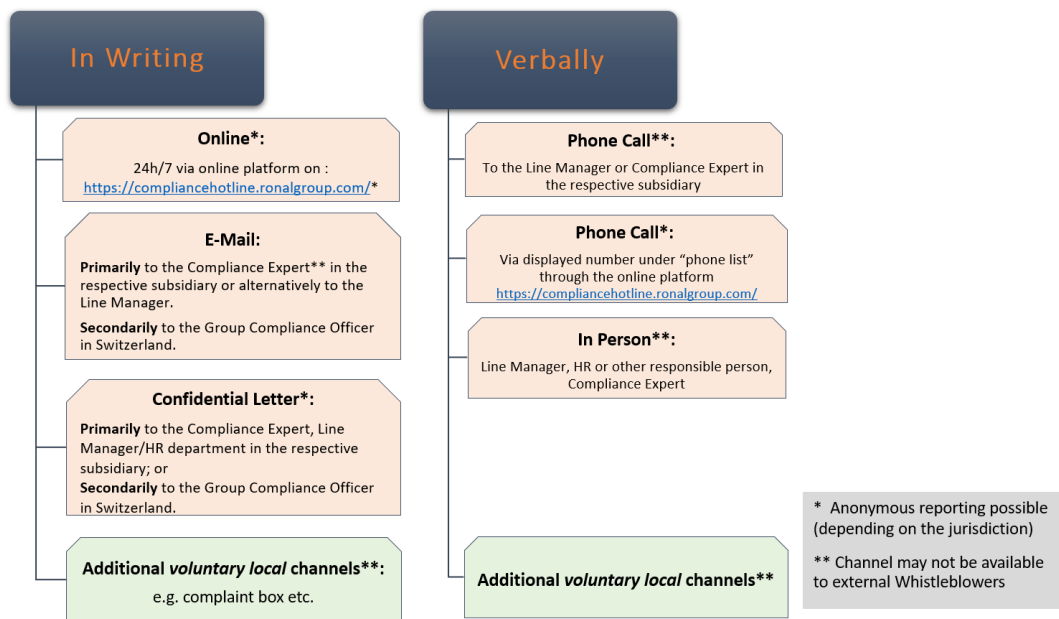 In Writing
Online*:
24h/7 via online platform on :
https://compliancehotline.ronalgroup.com/*
E-Mail:
Primarily to the Compliance Expert** in the
respective subsidiary or alternatively to the
Line Manager.
Secondarily to the Group Compliance Officer
in Switzerland.
Confidential Letter*:
Primarily to the Compliance Expert, Line
Manager/HR department in the respective
subsidiary; or
Secondarily to the Group Compliance Officer
in Switzerland.
Additional voluntary local channels**:
e.g. complaint box etc.
Verbally
Phone Call**:
To the Line Manager or Compliance Expert in
the respective subsidiary
Phone Call*:
Via displayed number under “phone list”
through the online platform
https://compliancehotline.ronalgroup.com/
In Person**:
Line Manager, HR or other responsible person,
Compliance Expert
Additional voluntary local channels**
* Anonymous reporting possible
(depending on the jurisdiction)
** Channel may not be available
to external Whistleblowers